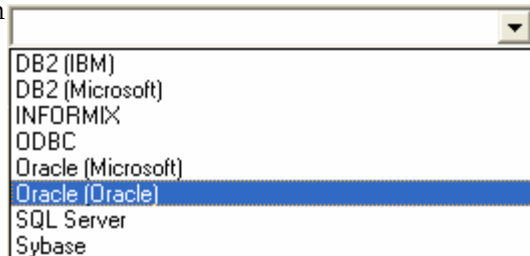 DB2 (IBM)
DB2 (Microsoft)
INFORMIX
ODBC
Oracle (Microsoft)
Oracle (Oracle)
SQL Server
Sybase